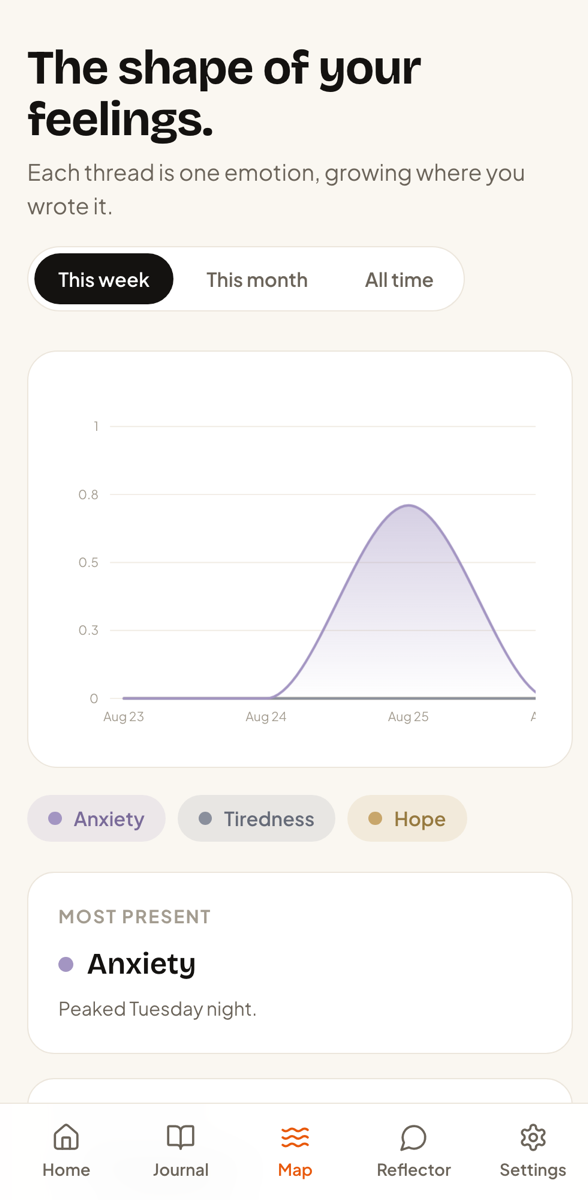 The shape of your
feelings.
Each thread is one emotion, growing where you
wrote it.
This week
This month
All time
1
0.8
0.5
0.3
0
Aug 23
Aug 24
Aug 25
Anxiety
Tiredness
Hope
MOST PRESENT
Anxiety
Peaked Tuesday night.
Home
Journal
Map
Reflector
Settings